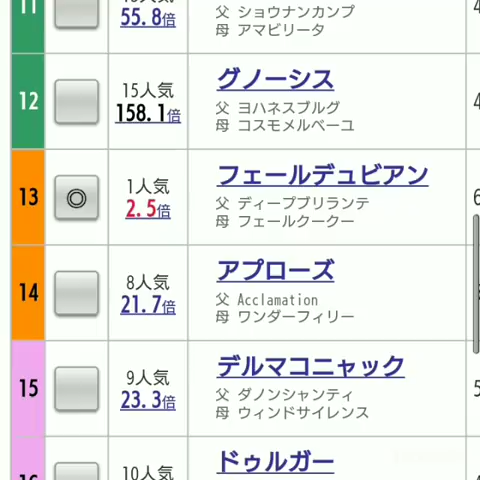 11
55.8倍
父 ショウナンカンプ
母 アマビリータ
12
15人気
158.1倍
グノーシス
父 ヨハネスブルグ
母 コスモメルベーユ
4
13
◎
1人気
2.5倍
フェールデュビアン
父 ディープブリランテ
母 フェールクークー
6
14
8人気
21.7倍
アプローズ
父 Acclamation
母 ワンダーフィリー
15
9人気
23.3倍
デルマコニャック
父 ダノンシャンティ
母 ウィンドサイレンス
5
10人気
ドゥルガー